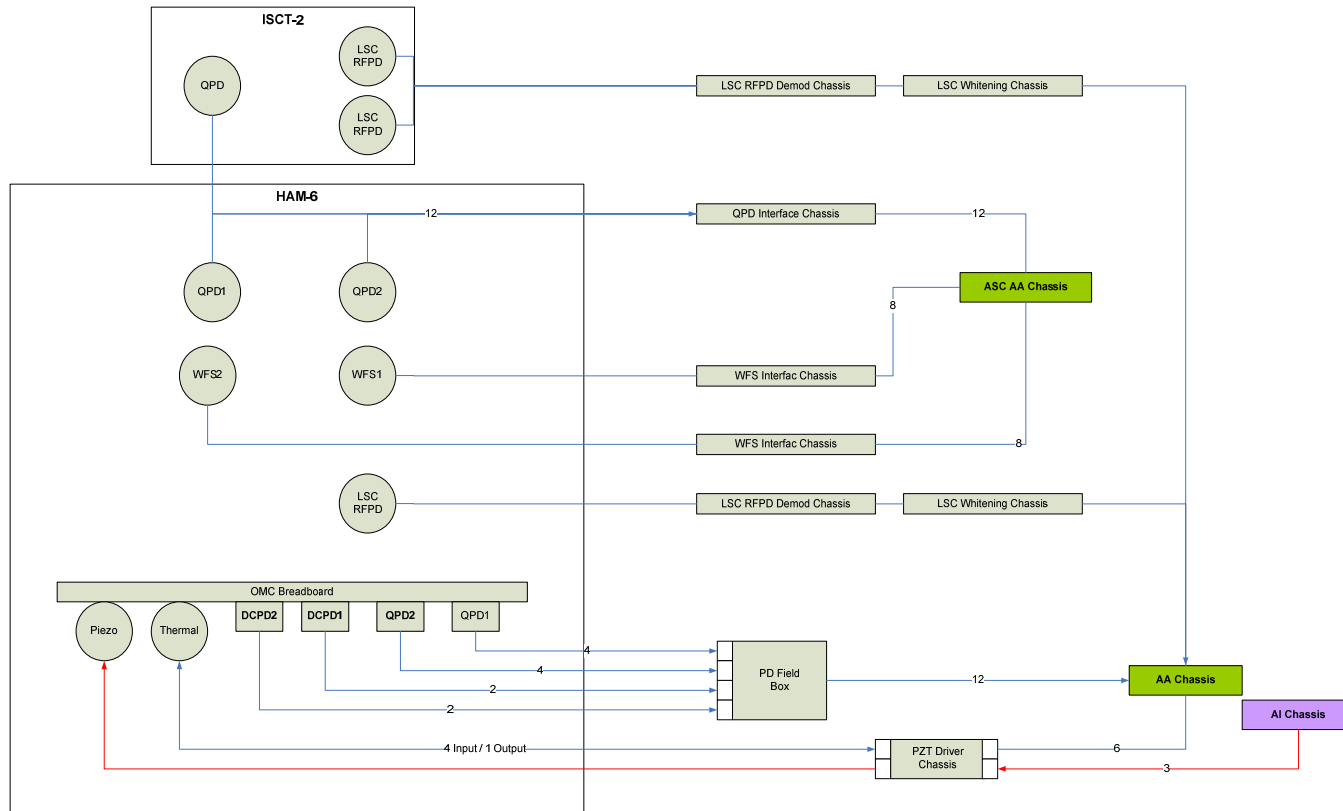 ISCT-2
QPD
LSC
RFPD
LSC
RFPD
LSC RFPD Demod Chassis
LSC Whitening Chassis
HAM-6
12
QPD Interface Chassis
12
QPD1
QPD2
ASC AA Chassis
8
WFS2
WFS1
WFS Interfac Chassis
WFS Interfac Chassis
8
LSC
RFPD
LSC RFPD Demod Chassis
LSC Whitening Chassis
OMC Breadboard
Piezo
Thermal
DCPD2
DCPD1
QPD2
QPD1
4
4
2
2
PD Field
Box
12
AA Chassis
AI Chassis
4 Input / 1 Output
PZT Driver
Chassis
6
3